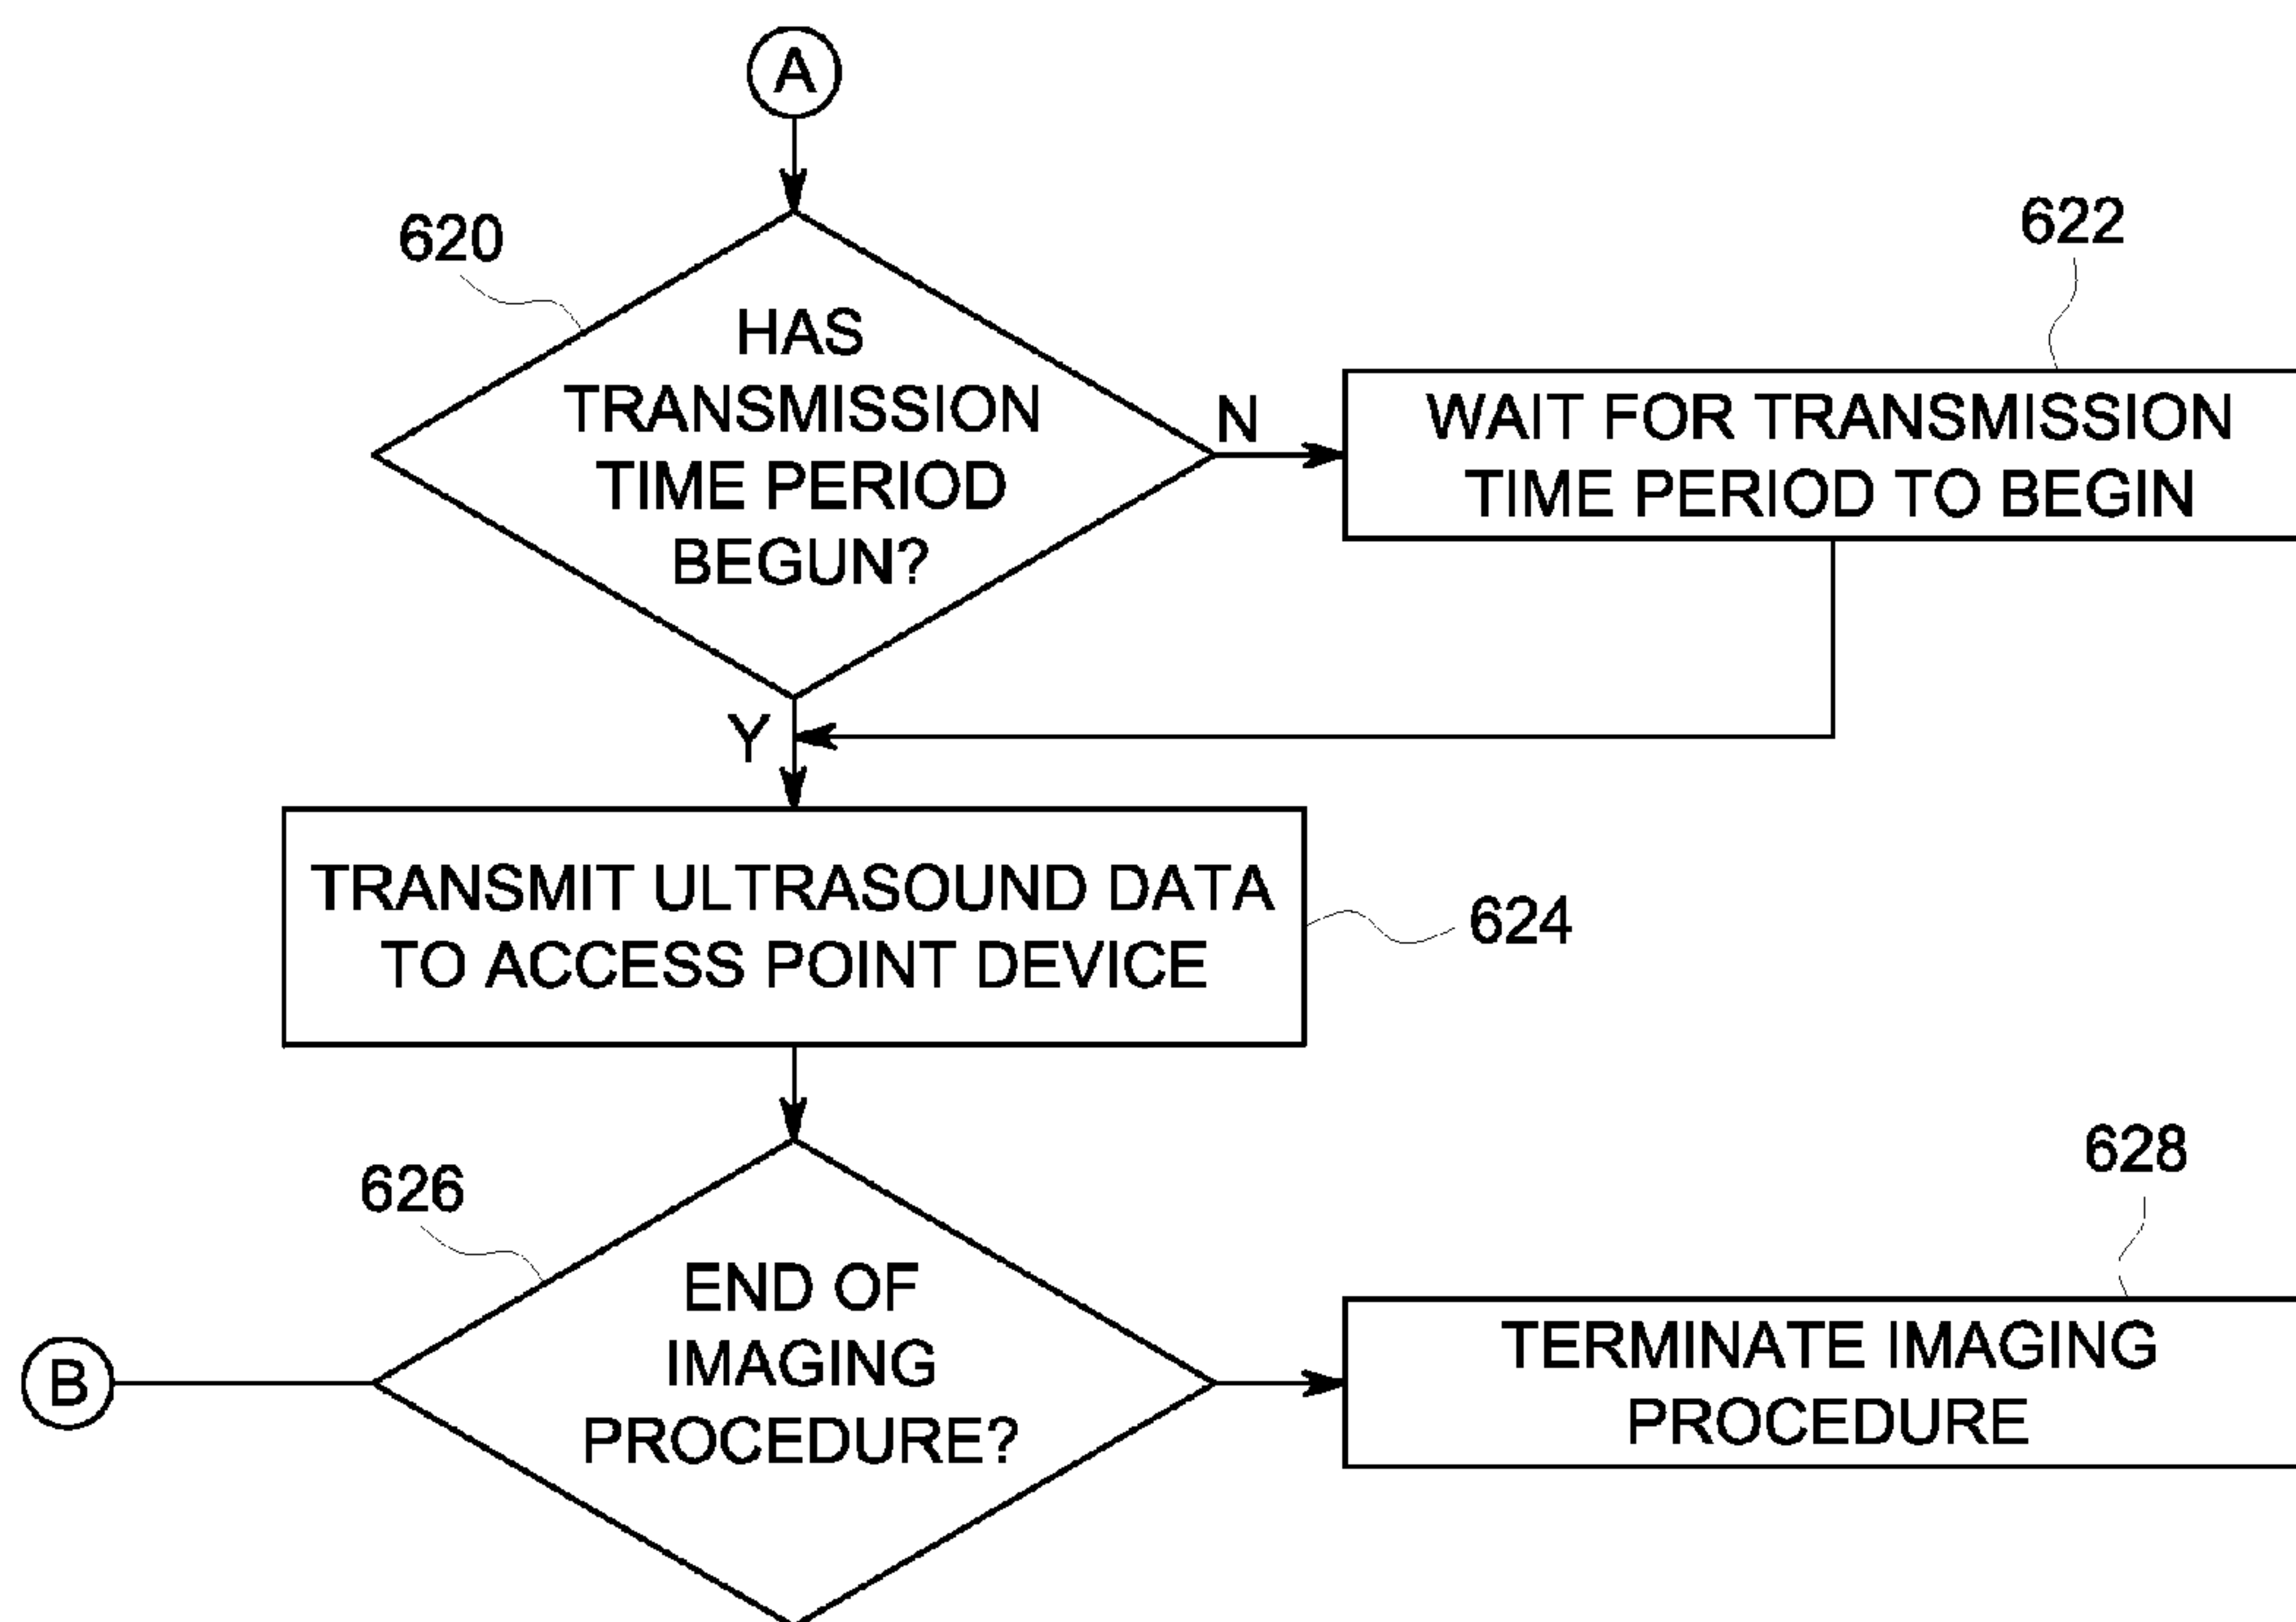 A
620
HAS
TRANSMISSION
TIME PERIOD
BEGUN?
N
622
WAIT FOR TRANSMISSION
TIME PERIOD TO BEGIN
Y
TRANSMIT ULTRASOUND DATA
TO ACCESS POINT DEVICE
624
626
END OF
IMAGING
PROCEDURE?
B
628
TERMINATE IMAGING
PROCEDURE